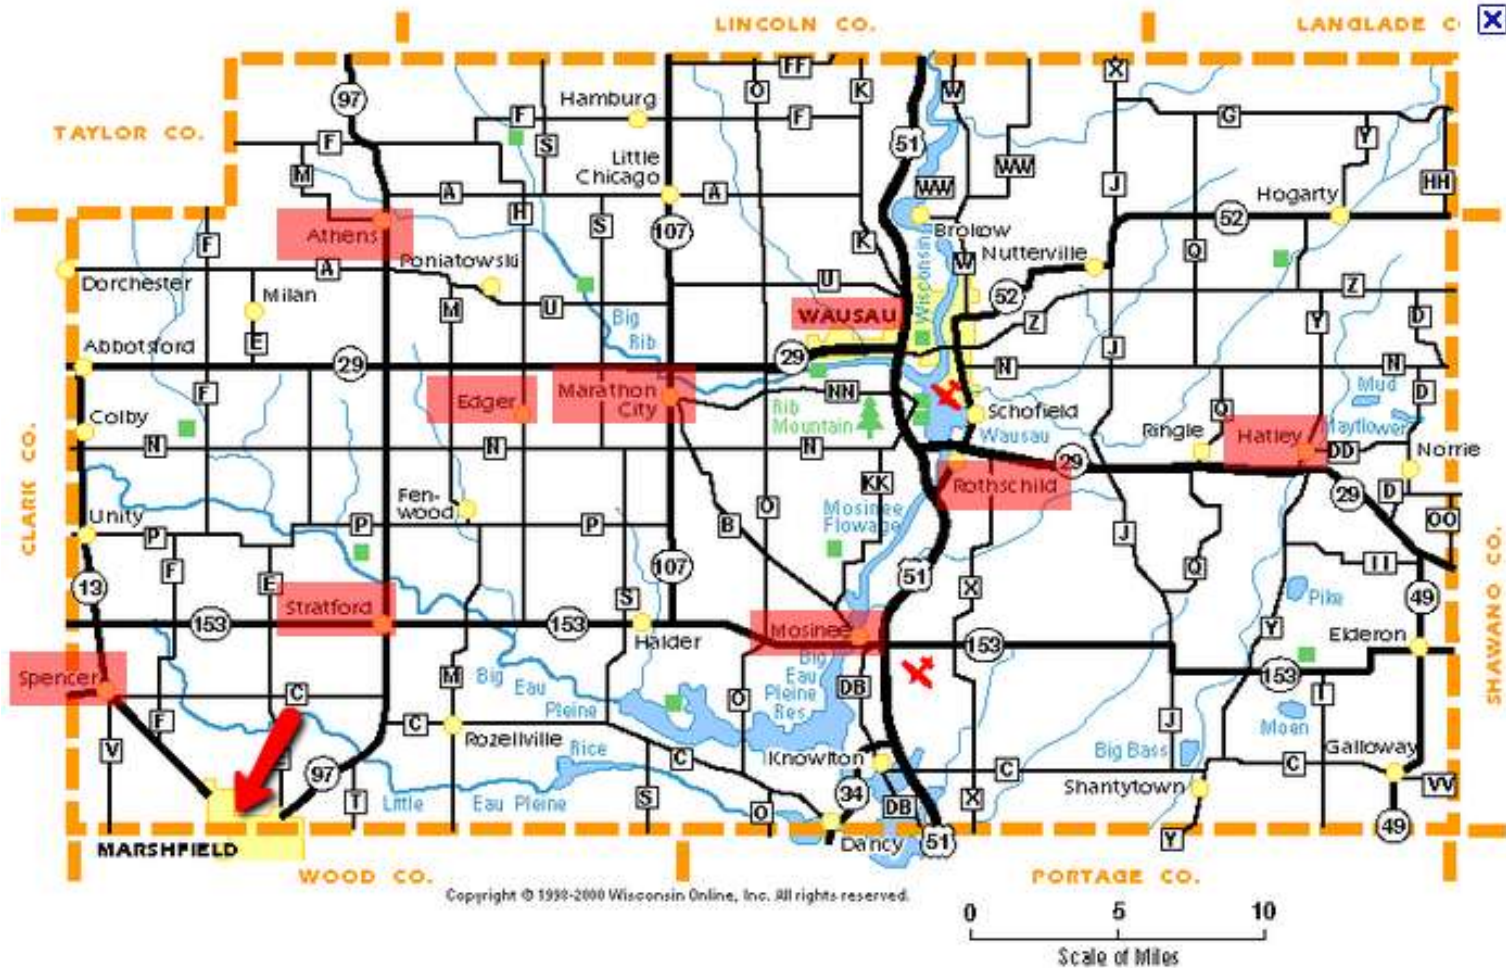 LINCOLN CO.
LANGLADE C
X
FF
O
K
W
97
Hamburg
F
F
G
Y
TAYLOR CO.
F
S
51
Little
Chicago
M
A
A
WW
WW
J
HH
Hogarty
H
S
107
52
Athens
F
K
Brokow
Nutterville
Q
Poniatowski
A
Dorchester
Milan
U
W
Wisconsin
Z
M
U
WAUSAU
52
Big
Rib
Z
Y
D
Abbotsford
E
29
29
J
N
N
F
Edger
Marathon
City
NN
Mud
D
Colby
Rib
Mountain
Schofield
Q
Ringle
Hatley
Mayflower
N
N
N
Wausau
DD
Norrie
CLARK CO.
29
Rothschild
KK
29
D
Fen-
wood
O
Mosinee
Flowage
OO
Unity
P
P
P
B
J
SHAWANO CO.
F
E
107
51
X
Q
II
13
Pike
49
Stratford
S
153
153
Halder
Mosinee
153
Y
Elderon
Spencer
M
Big
Eau
Pleine
Big
Eau
Pleine
Res.
DB
153
I
C
O
F
C
Rozellville
J
Moen
V
E
Rice
C
Knowlton
Big Bass
Galloway
97
C
C
34
Shantytown
VV
T
Little
Eau Pleine
S
O
DB
X
49
MARSHFIELD
Dancy
51
Y
WOOD CO.
PORTAGE CO.
Copyright © 1998-2000 Wisconsin Online, Inc. All rights reserved.
0 5 10
Scale of Miles